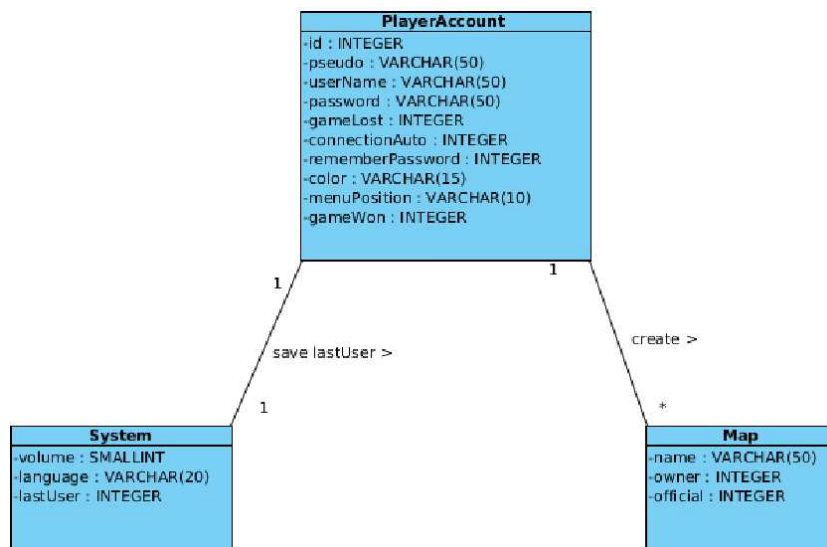 PlayerAccount
-id : INTEGER
-pseudo : VARCHAR(50)
-userName : VARCHAR(50)
-password : VARCHAR(50)
-gameLost : INTEGER
-connectionAuto : INTEGER
-rememberPassword : INTEGER
-color : VARCHAR(15)
-menuPosition : VARCHAR(10)
-gameWon : INTEGER
1
1
save lastUser >
create >
1
*
System
-volume : SMALLINT
-language : VARCHAR(20)
-lastUser : INTEGER
Map
-name : VARCHAR(50)
-owner : INTEGER
-official : INTEGER